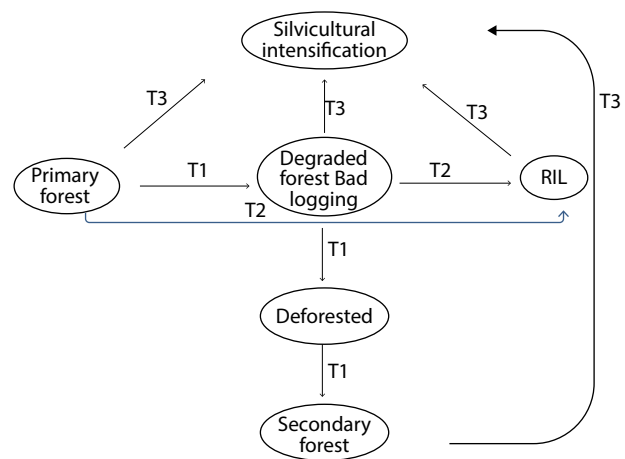 Silvicultural
intensification
T3
T3
T3
T3
Primary
forest
T1
Degraded
forest Bad
logging
T2
RIL
T2
T1
Deforested
T1
Secondary
forest